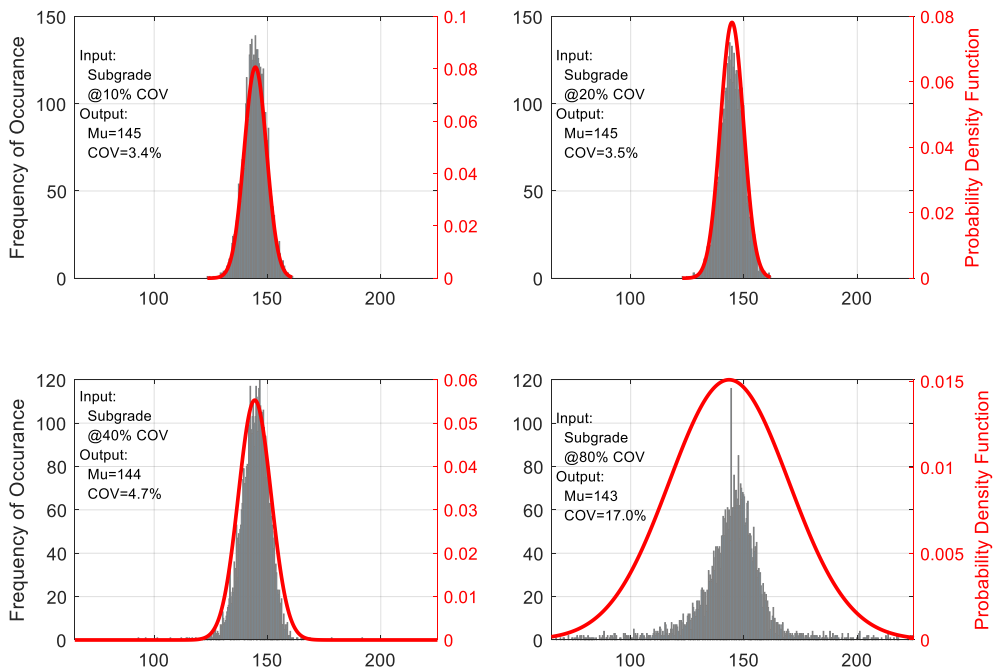 150
100
50
0
100
150
200
0.1
0.08
0.06
0.04
0.02
0
Frequency of Occurance
Input:
Subgrade
@10% COV
Output:
Mu=145
COV=3.4%
150
100
50
0
100
150
200
0.08
0.06
0.04
0.02
0
Probability Density Function
Input:
Subgrade
@20% COV
Output:
Mu=145
COV=3.5%
120
100
80
60
40
20
0
100
150
200
0.06
0.05
0.04
0.03
0.02
0.01
0
Frequency of Occurance
Input:
Subgrade
@40% COV
Output:
Mu=144
COV=4.7%
120
100
80
60
40
20
0
100
150
200
0.015
0.01
0.005
0
Probability Density Function
Input:
Subgrade
@80% COV
Output:
Mu=143
COV=17.0%